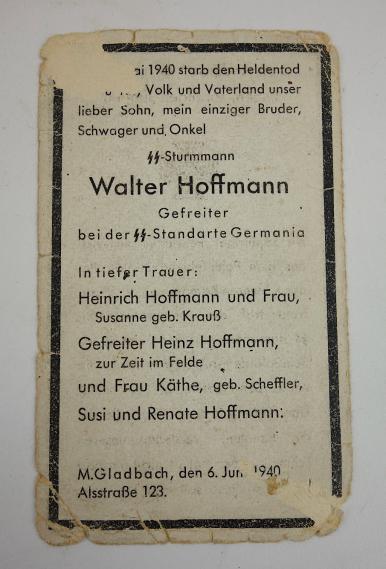 ai 1940 starb den Heldentod
Volk und Vaterland unser
lieber Sohn, mein einziger Bruder,
Schwager und Onkel
ᛋᛋ-Sturmmann
Walter Hoffmann
Gefreiter
bei der ᛋᛋ-Standarte Germania
In tiefer Trauer:
Heinrich Hoffmann und Frau,
Susanne geb. Krauß
Gefreiter Heinz Hoffmann,
zur Zeit im Felde
und Frau Käthe, geb. Scheffler,
Susi und Renate Hoffmann:
M.Gladbach, den 6. Jun 1940
Alsstraße 123.